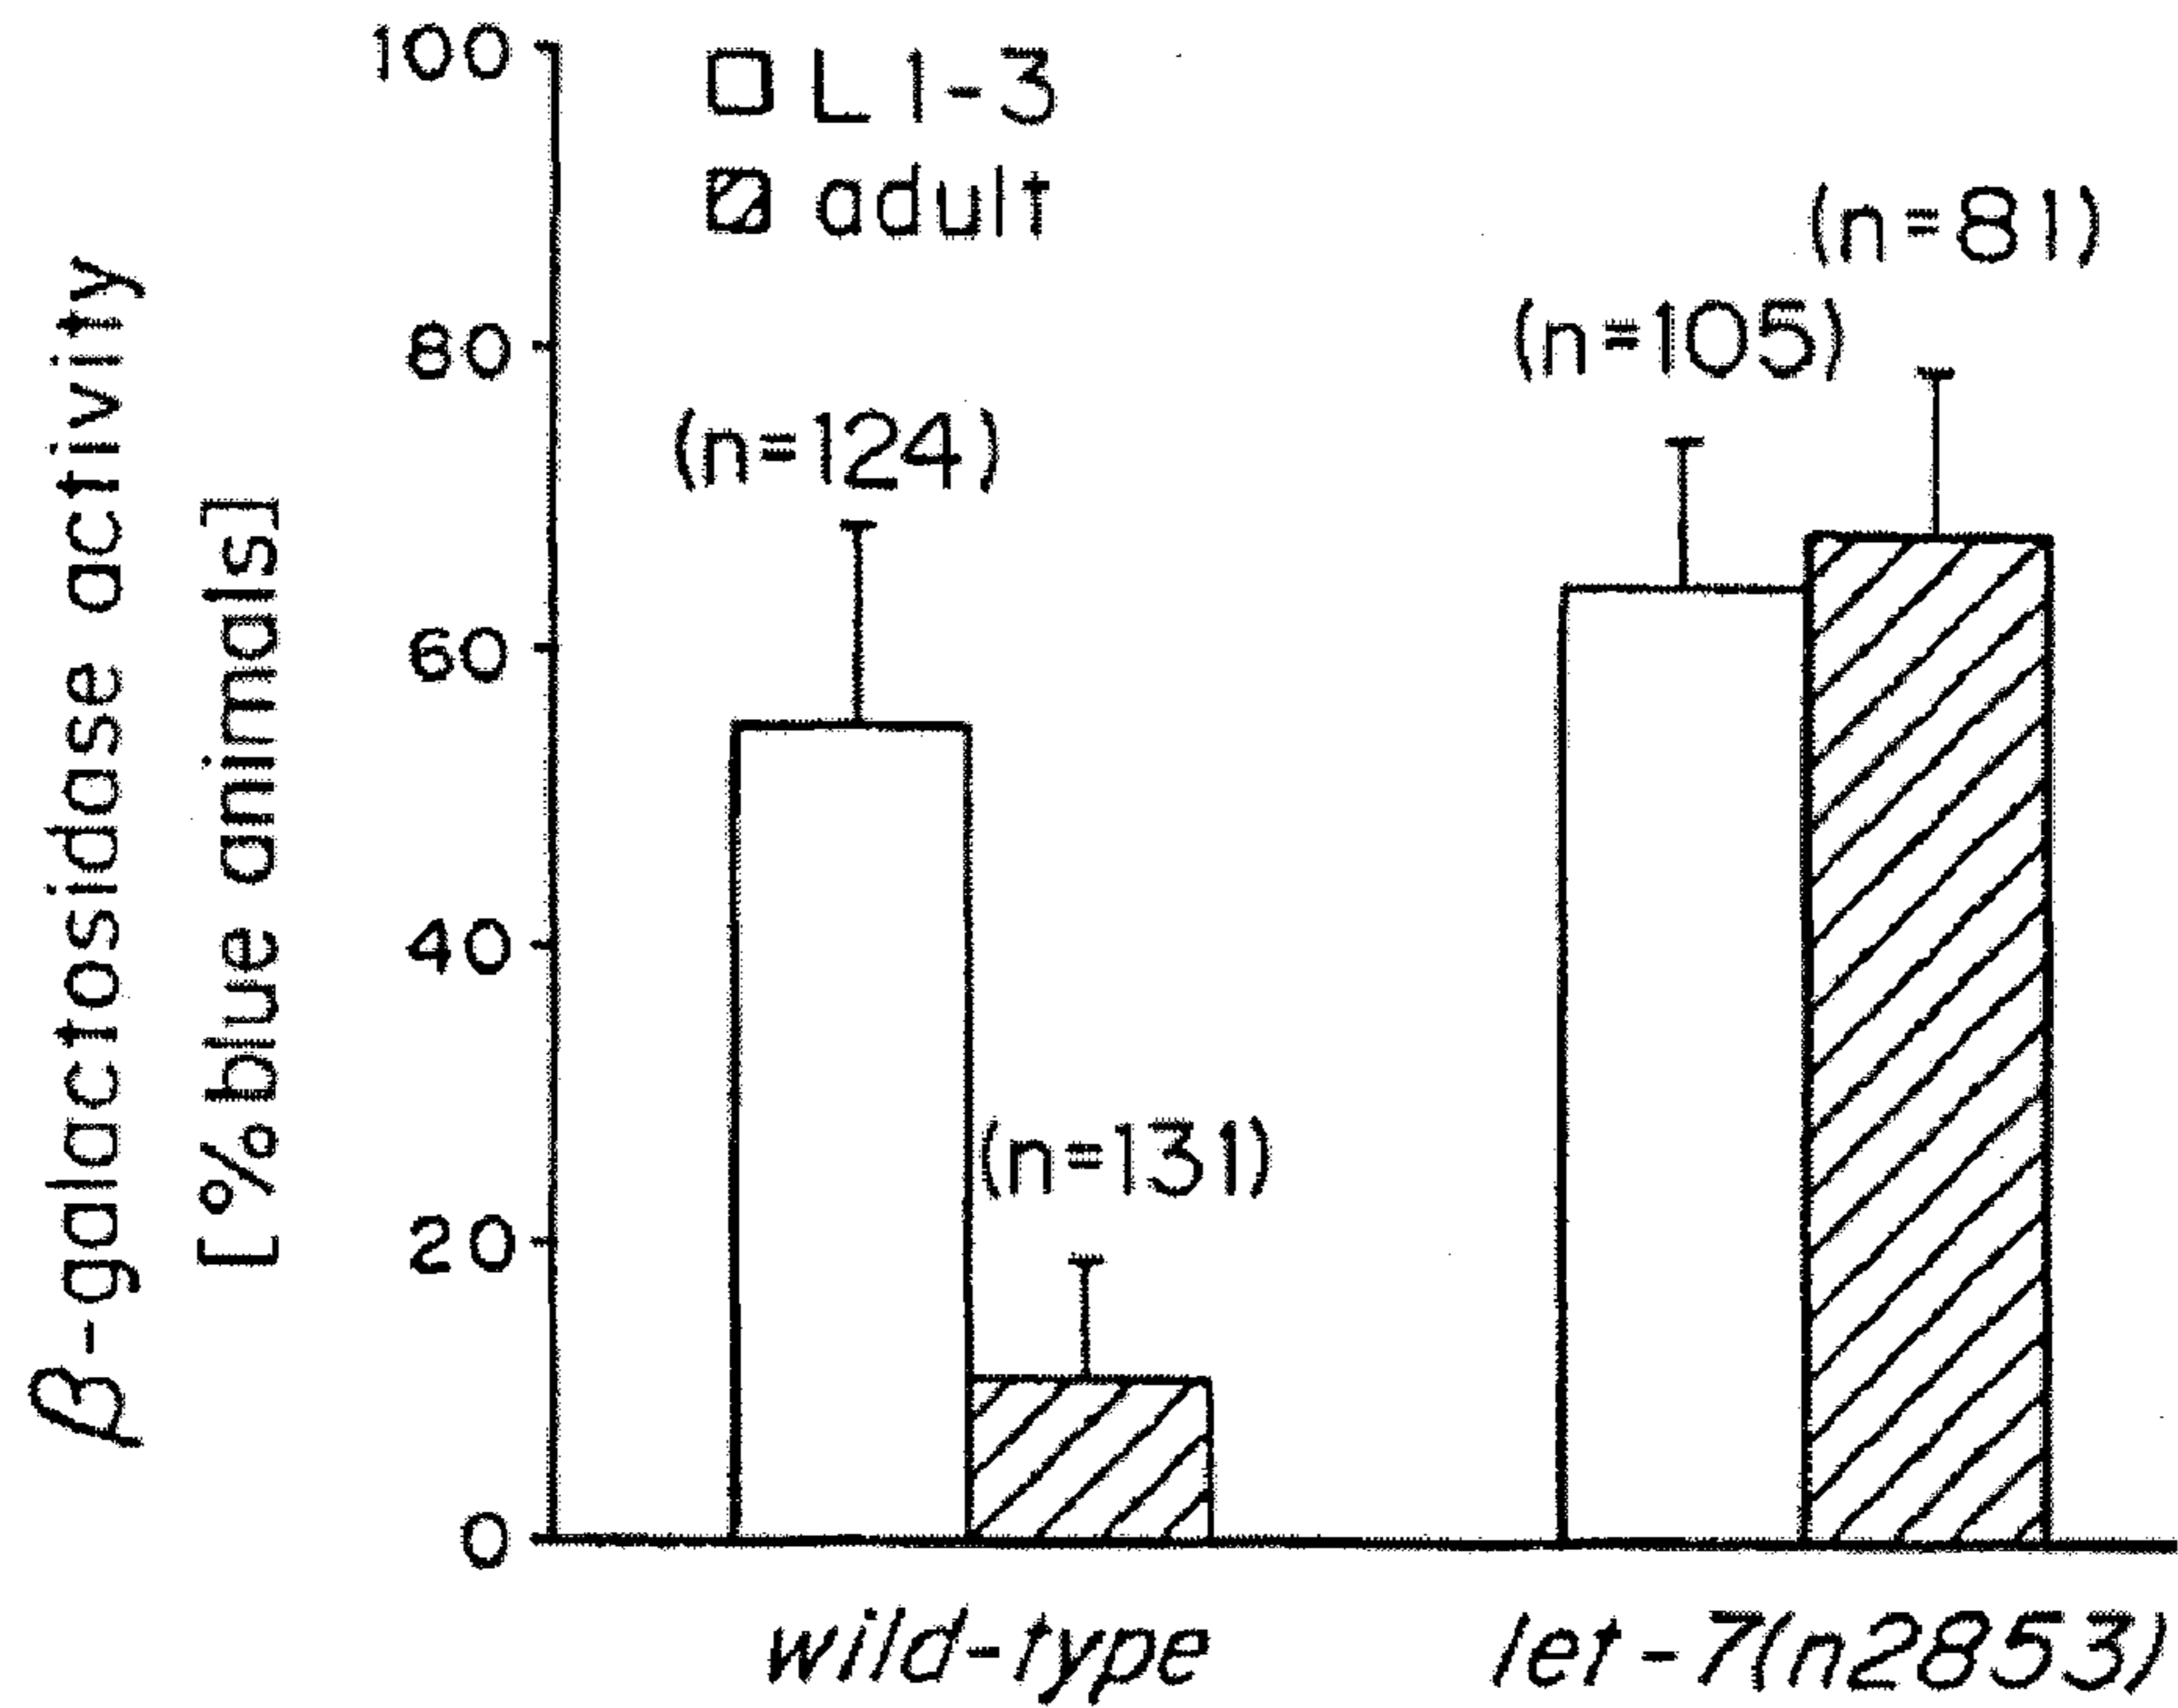 β-galactosidase activity
[% blue animals]
100
80
60
40
20
0
L1-3
adult
(n=124)
(n=131)
(n=105)
(n=81)
wild-type
let-7(n2853)